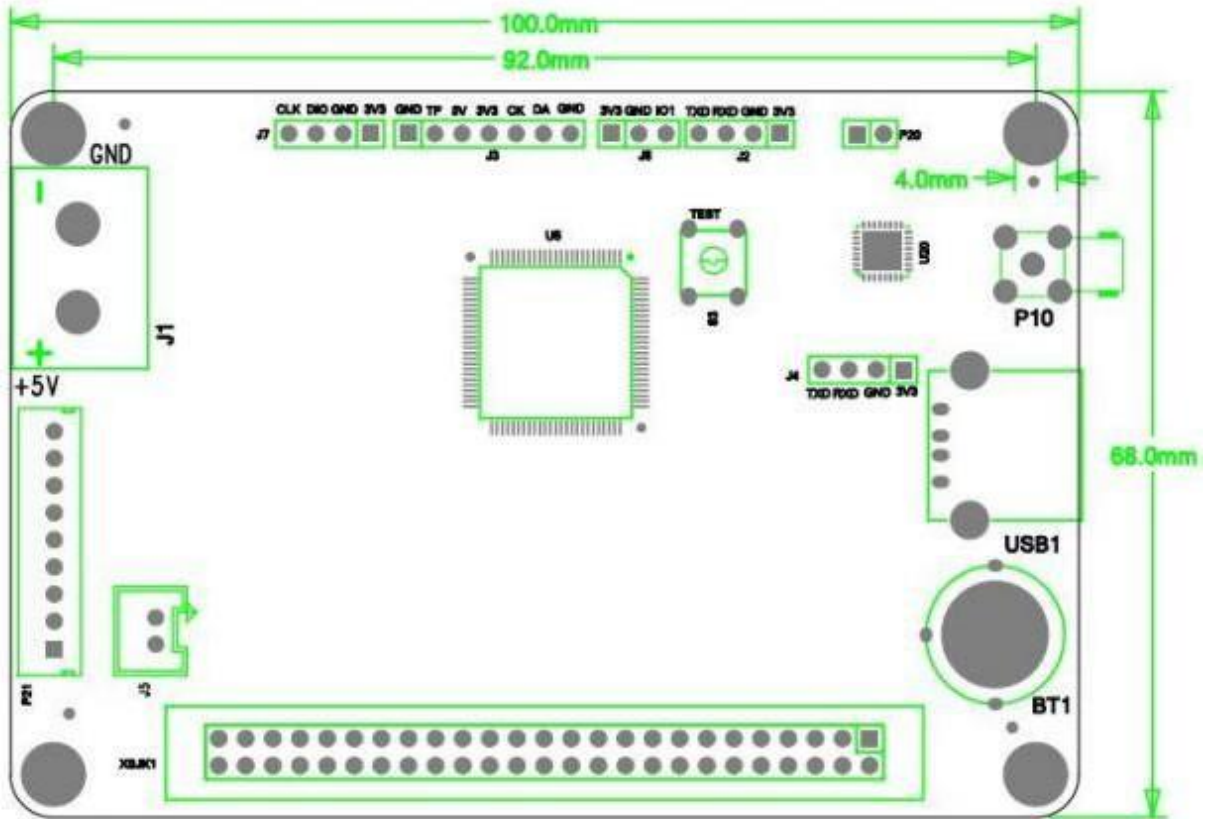 100.0mm
92.0mm
CLK DIO GND 3V3 GND TP 5V 3V3 CK DA GND 3V3 GND IO1 TXD RXD GND 3V3
J7 J3 J6 J2 P20
GND
4.0mm
-
TEST
U6
U20
S3
P10
J1
+
+5V
J4
TXD RXD GND 3V3
68.0mm
USB1
P21
J5
BT1